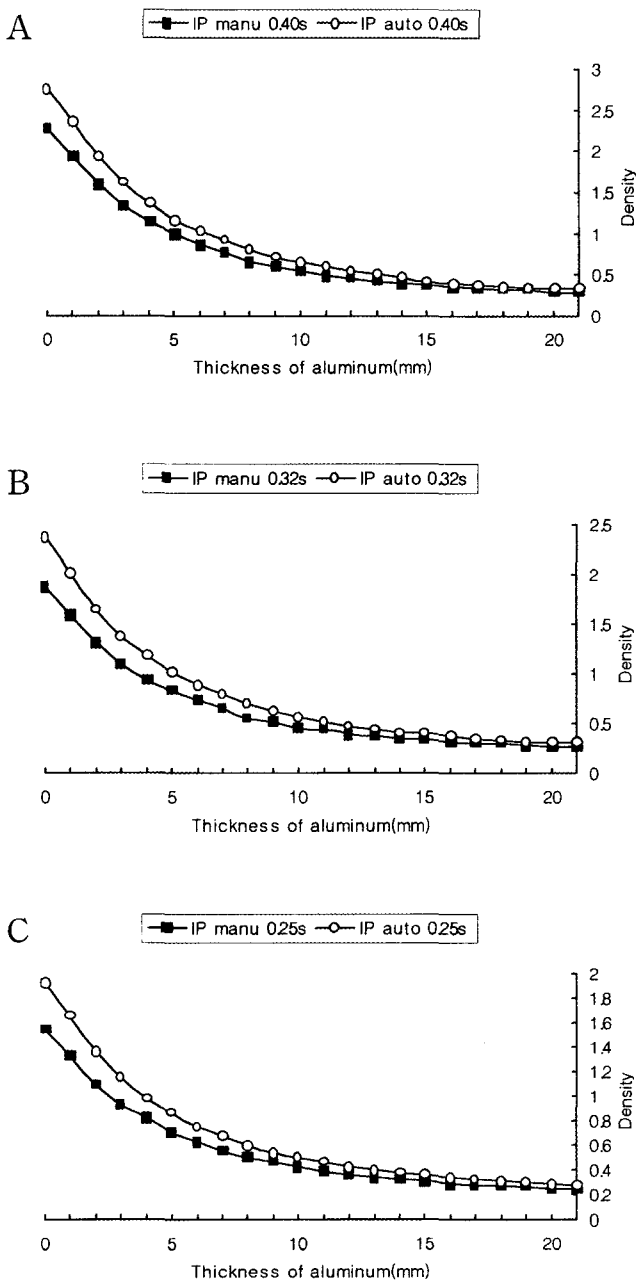 A
IP manu 0.40s IP auto 0.40s
3
2.5
2
1.5
1
0.5
0
Density
0 5 10 15 20
Thickness of aluminum(mm)
B
IP manu 0.32s IP auto 0.32s
2.5
2
1.5
1
0.5
0
Density
0 5 10 15 20
Thickness of aluminum(mm)
C
IP manu 0.25s IP auto 0.25s
2
1.8
1.6
1.4
1.2
1
0.8
0.6
0.4
0.2
0
Density
0 5 10 15 20
Thickness of aluminum(mm)